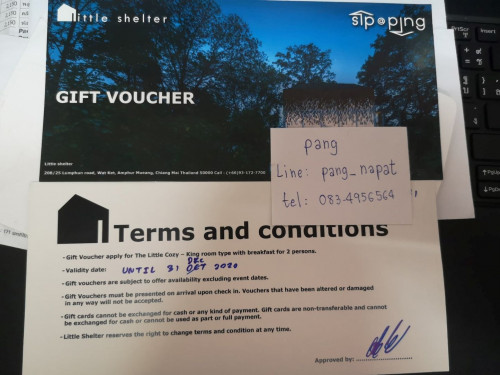 little shelter
sip@ping
GIFT VOUCHER
pang
Line: pang_napat
tel: 083-4956564
Little shelter
Terms and conditions
-Gift Voucher apply for The Little Cozy – King room type with breakfast for 2 persons.
DEC
-Validity date: UNTIL 31 OCT 2020
-Gift vouchers are subject to offer availability excluding event dates.
-Gift Vouchers must be presented on arrival upon check in. Vouchers that have been altered or damaged
in any way will not be accepted.
-Gift cards cannot be exchanged for cash or any kind of payment. Gift cards are non-transferable and cannot
be exchanged for cash or cannot be used as part or full payment.
-Little Shelter reserves the right to change terms and condition at any time.
Approved by:
PrtScr
Insert